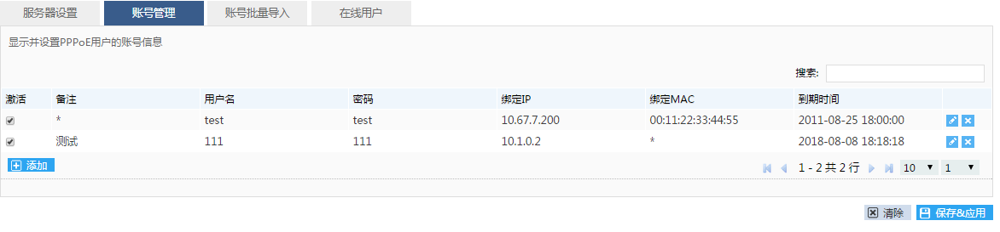 服务器设置 账号管理 账号批量导入 在线用户
显示并设置PPPoE用户的账号信息
搜索:
激活 备注 用户名 密码 绑定IP 绑定MAC 到期时间
* test test 10.67.7.200 00:11:22:33:44:55 2011-08-25 18:00:00
测试 111 111 10.1.0.2 * 2018-08-08 18:18:18
添加 1 - 2 共 2 行 10 1
清除 保存&应用